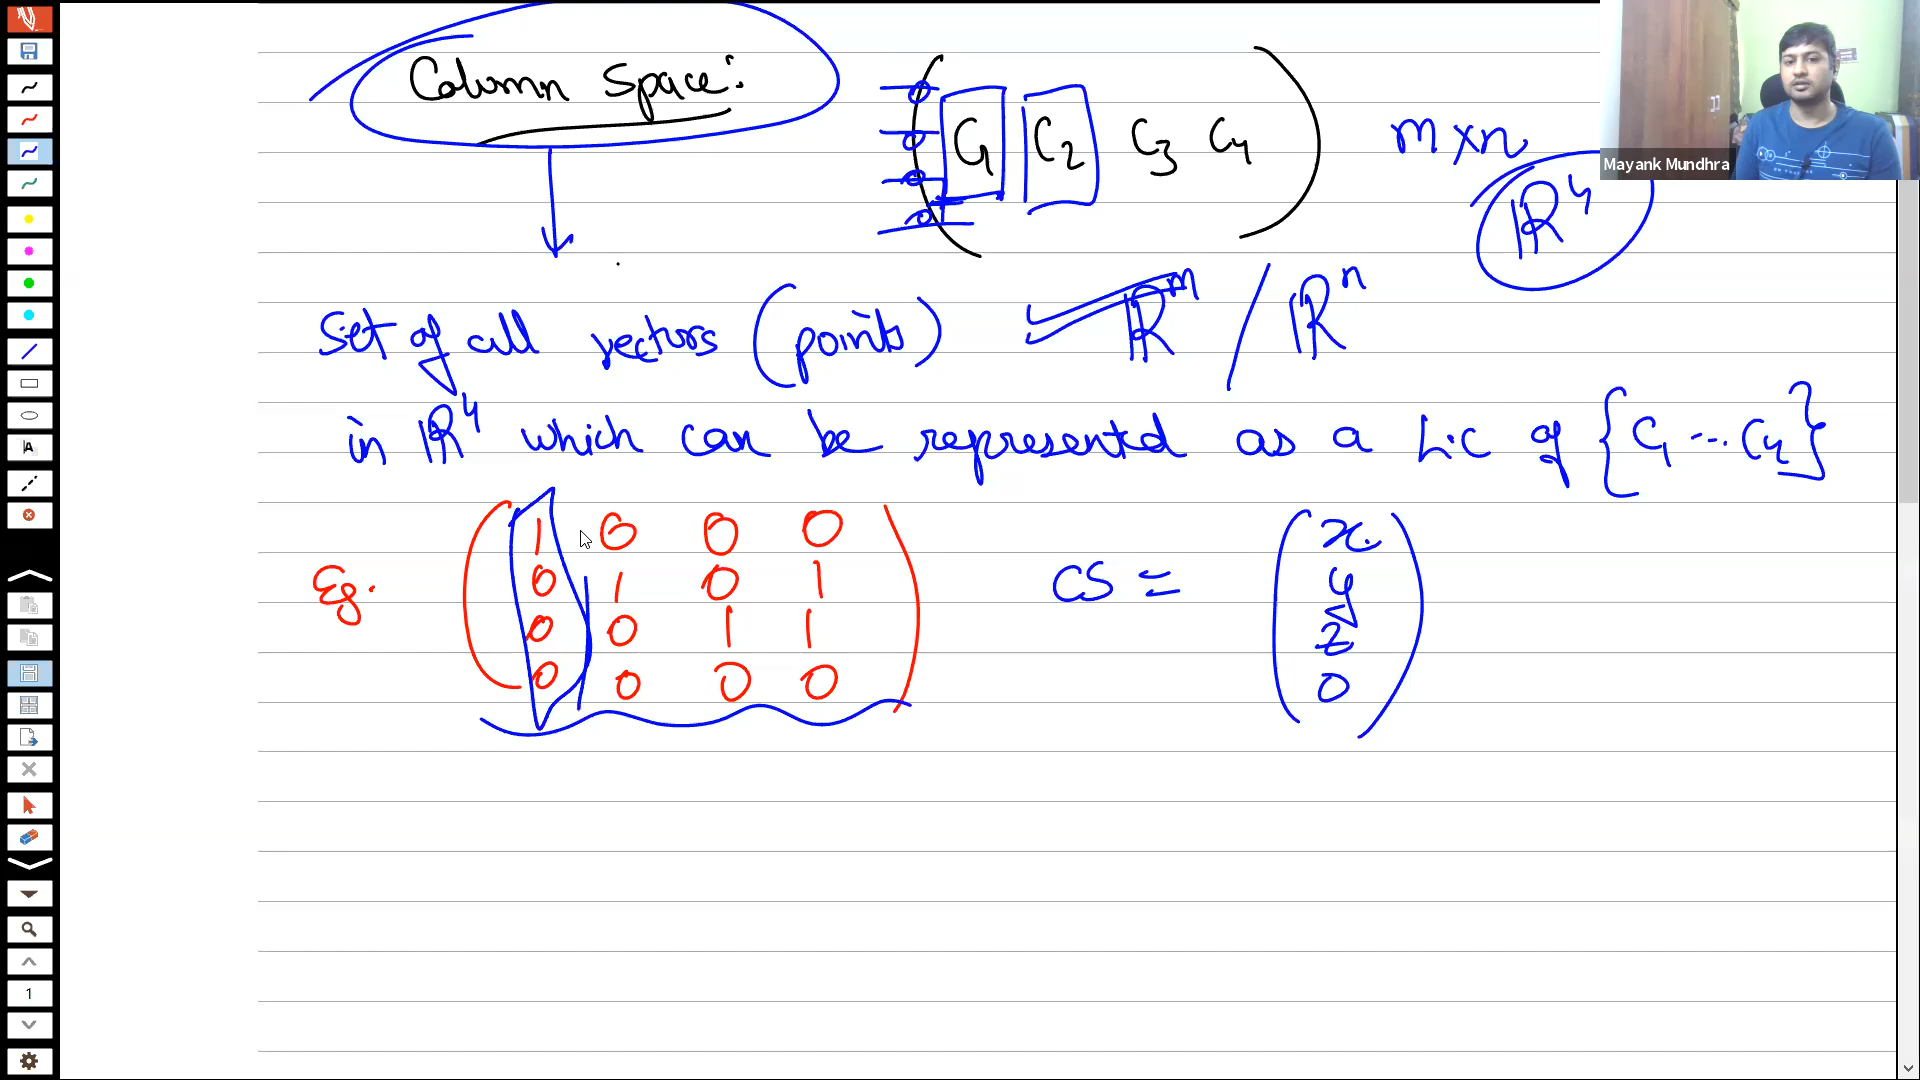 Column Space:
( C1 C2 C3 C4 ) m×n
Mayank Mundhra
ℝ⁴
Set of all vectors (points) ℝᵐ / ℝⁿ
in ℝ⁴ which can be represented as a L.C of {C1 ... C4}
Eg.
1 0 0 0
0 1 0 1
0 0 1 1
0 0 0 0
CS =
x
y
z
0
A
1